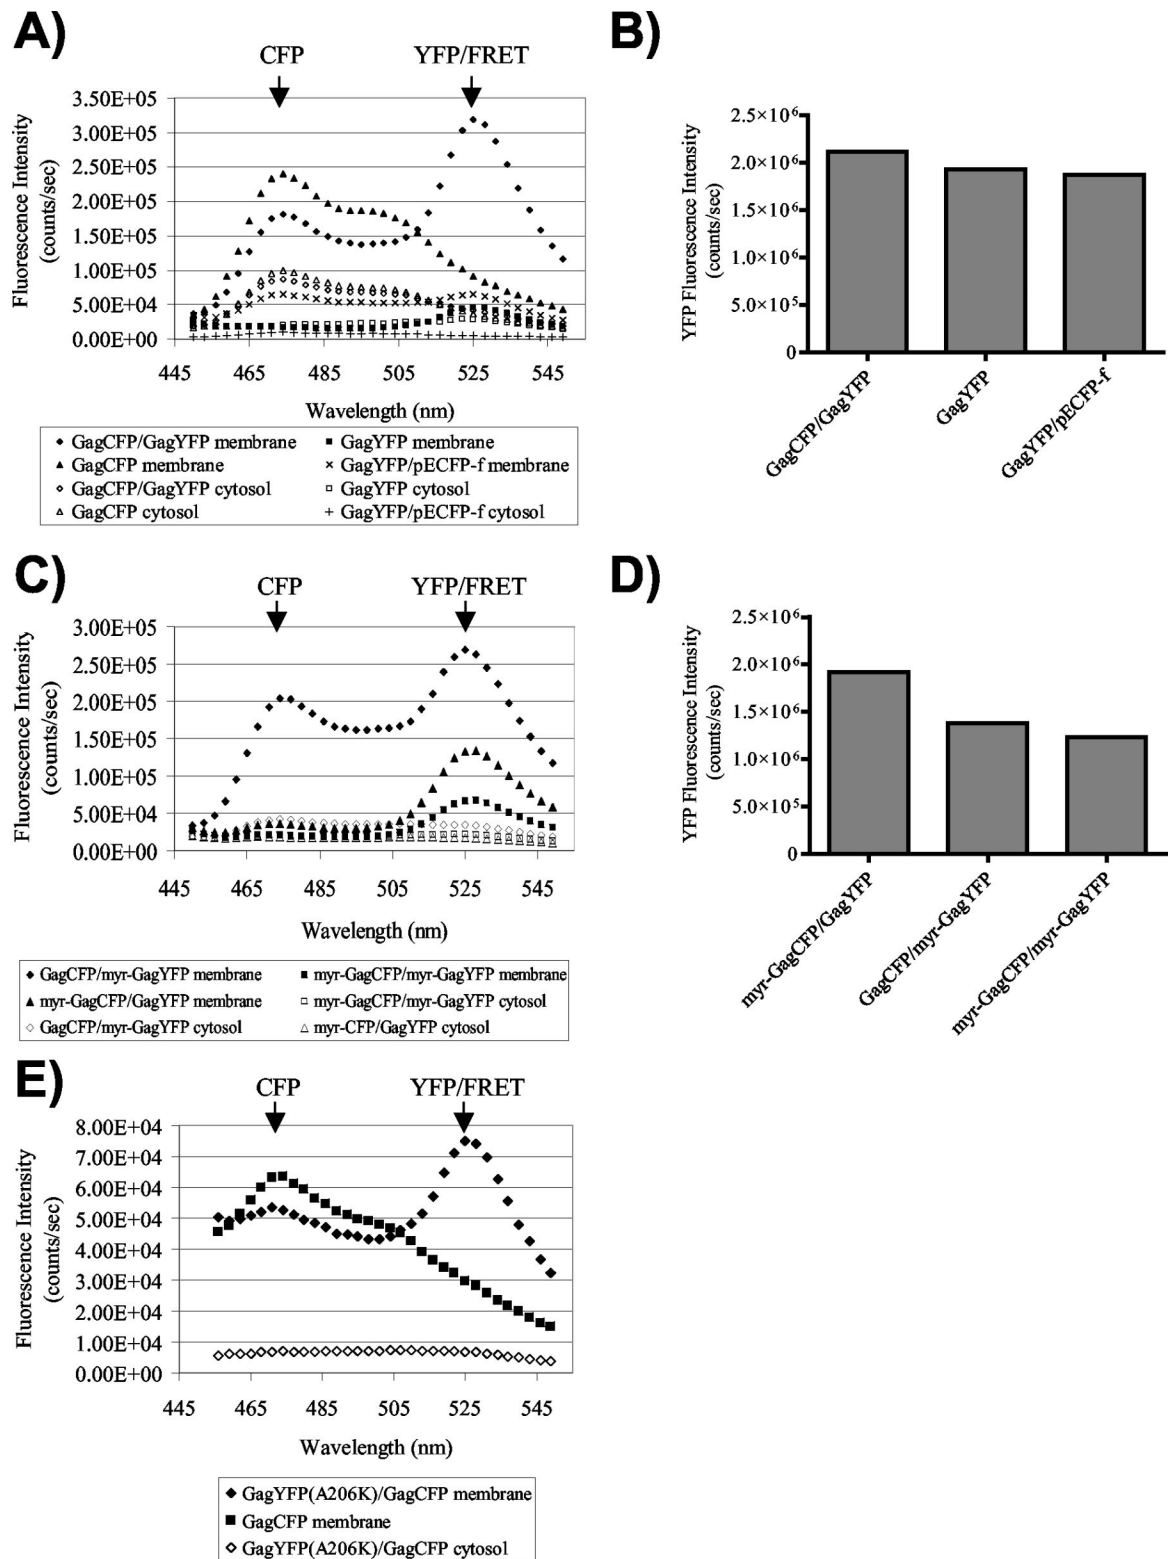 A)
CFP YFP/FRET
Fluorescence Intensity
(counts/sec)
3.50E+05
3.00E+05
2.50E+05
2.00E+05
1.50E+05
1.00E+05
5.00E+04
0.00E+00
445 465 485 505 525 545
Wavelength (nm)
GagCFP/GagYFP membrane
GagYFP membrane
GagCFP membrane
GagYFP/pECFP-f membrane
GagCFP/GagYFP cytosol
GagYFP cytosol
GagCFP cytosol
GagYFP/pECFP-f cytosol
B)
YFP Fluorescence Intensity
(counts/sec)
2.5×10⁶
2.0×10⁶
1.5×10⁶
1.0×10⁶
5.0×10⁵
0
GagCFP/GagYFP
GagYFP
GagYFP/pECFP-f
C)
CFP YFP/FRET
Fluorescence Intensity
(counts/sec)
3.00E+05
2.50E+05
2.00E+05
1.50E+05
1.00E+05
5.00E+04
0.00E+00
445 465 485 505 525 545
Wavelength (nm)
GagCFP/myr-GagYFP membrane
myr-GagCFP/myr-GagYFP membrane
myr-GagCFP/GagYFP membrane
myr-GagCFP/myr-GagYFP cytosol
GagCFP/myr-GagYFP cytosol
myr-CFP/GagYFP cytosol
D)
YFP Fluorescence Intensity
(counts/sec)
2.5×10⁶
2.0×10⁶
1.5×10⁶
1.0×10⁶
5.0×10⁵
0
myr-GagCFP/GagYFP
GagCFP/myr-GagYFP
myr-GagCFP/myr-GagYFP
E)
CFP YFP/FRET
Fluorescence Intensity
(counts/sec)
8.00E+04
7.00E+04
6.00E+04
5.00E+04
4.00E+04
3.00E+04
2.00E+04
1.00E+04
0.00E+00
445 465 485 505 525 545
Wavelength (nm)
GagYFP(A206K)/GagCFP membrane
GagCFP membrane
GagYFP(A206K)/GagCFP cytosol